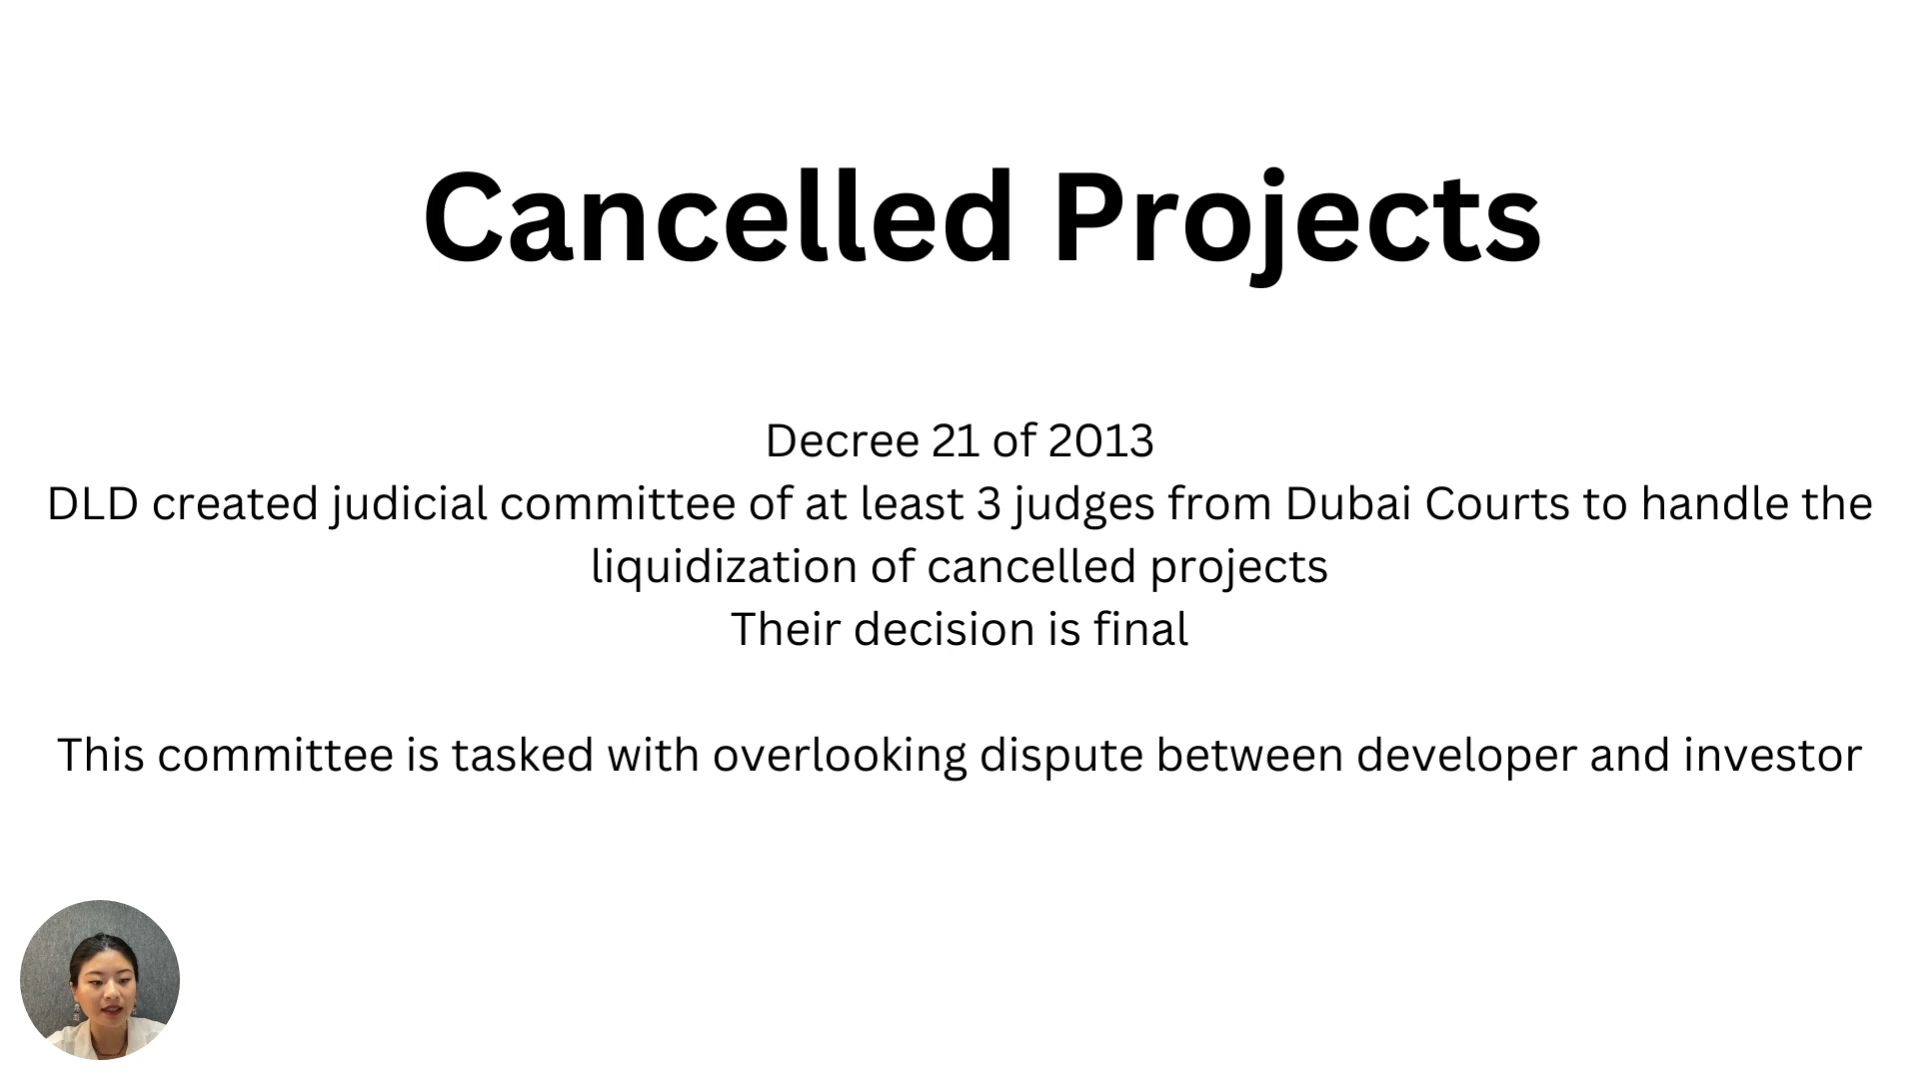 Cancelled Projects
Decree 21 of 2013
DLD created judicial committee of at least 3 judges from Dubai Courts to handle the
liquidization of cancelled projects
Their decision is final
This committee is tasked with overlooking dispute between developer and investor